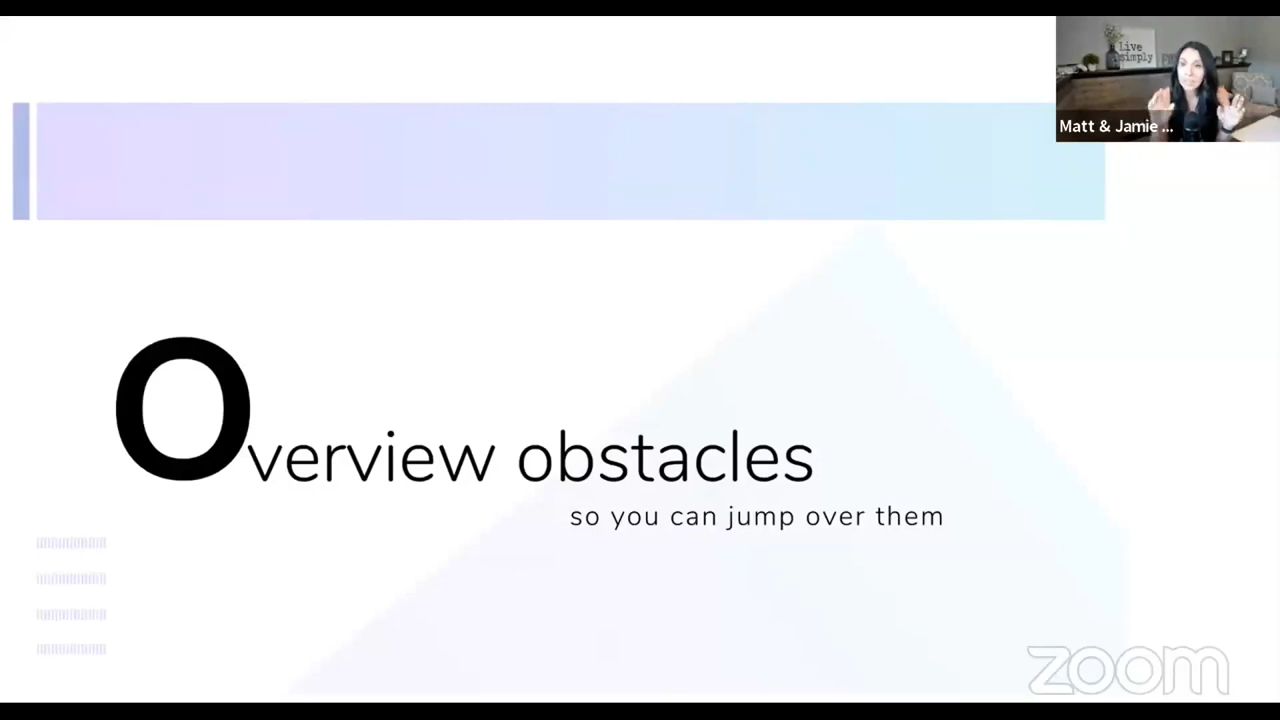 Live
simply
Matt & Jamie ...
Overview obstacles
so you can jump over them
zoom